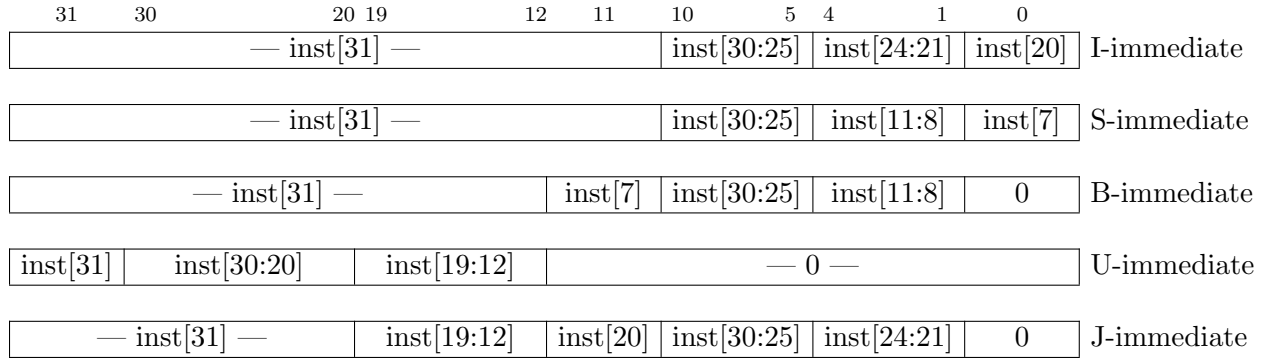 31 30 20 19 12 11 10 5 4 1 0
— inst[31] — inst[30:25] inst[24:21] inst[20] I-immediate
— inst[31] — inst[30:25] inst[11:8] inst[7] S-immediate
— inst[31] — inst[7] inst[30:25] inst[11:8] 0 B-immediate
inst[31] inst[30:20] inst[19:12] — 0 — U-immediate
— inst[31] — inst[19:12] inst[20] inst[30:25] inst[24:21] 0 J-immediate